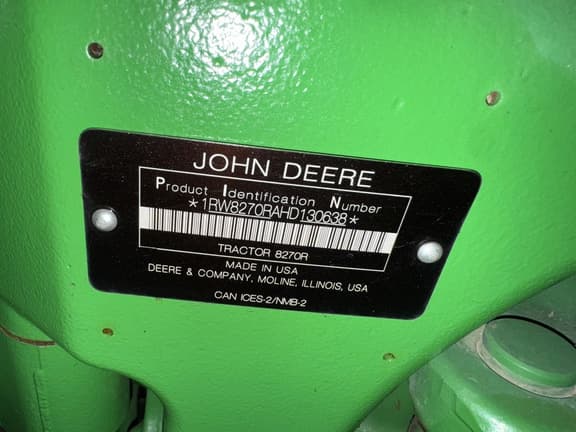 JOHN DEERE
Product Identification Number
*1RW8270RAHD130638*
TRACTOR 8270R
MADE IN USA
DEERE & COMPANY, MOLINE, ILLINOIS, USA
CAN ICES-2/NMB-2